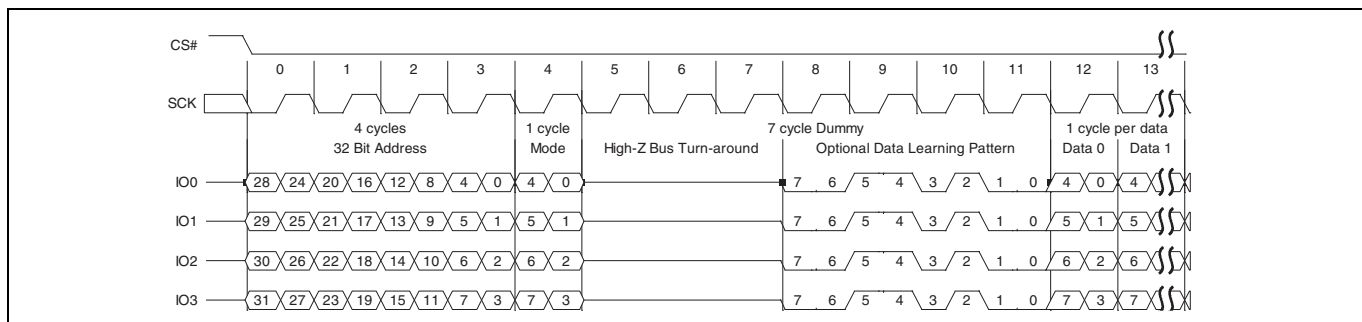 CS#
0 1 2 3 4 5 6 7 8 9 10 11 12 13
SCK
4 cycles 1 cycle 7 cycle Dummy 1 cycle per data
32 Bit Address Mode High-Z Bus Turn-around Optional Data Learning Pattern Data 0 Data 1
IO0 28 24 20 16 12 8 4 0 4 0 7 6 5 4 3 2 1 0 4 0 4
IO1 29 25 21 17 13 9 5 1 5 1 7 6 5 4 3 2 1 0 5 1 5
IO2 30 26 22 18 14 10 6 2 6 2 7 6 5 4 3 2 1 0 6 2 6
IO3 31 27 23 19 15 11 7 3 7 3 7 6 5 4 3 2 1 0 7 3 7